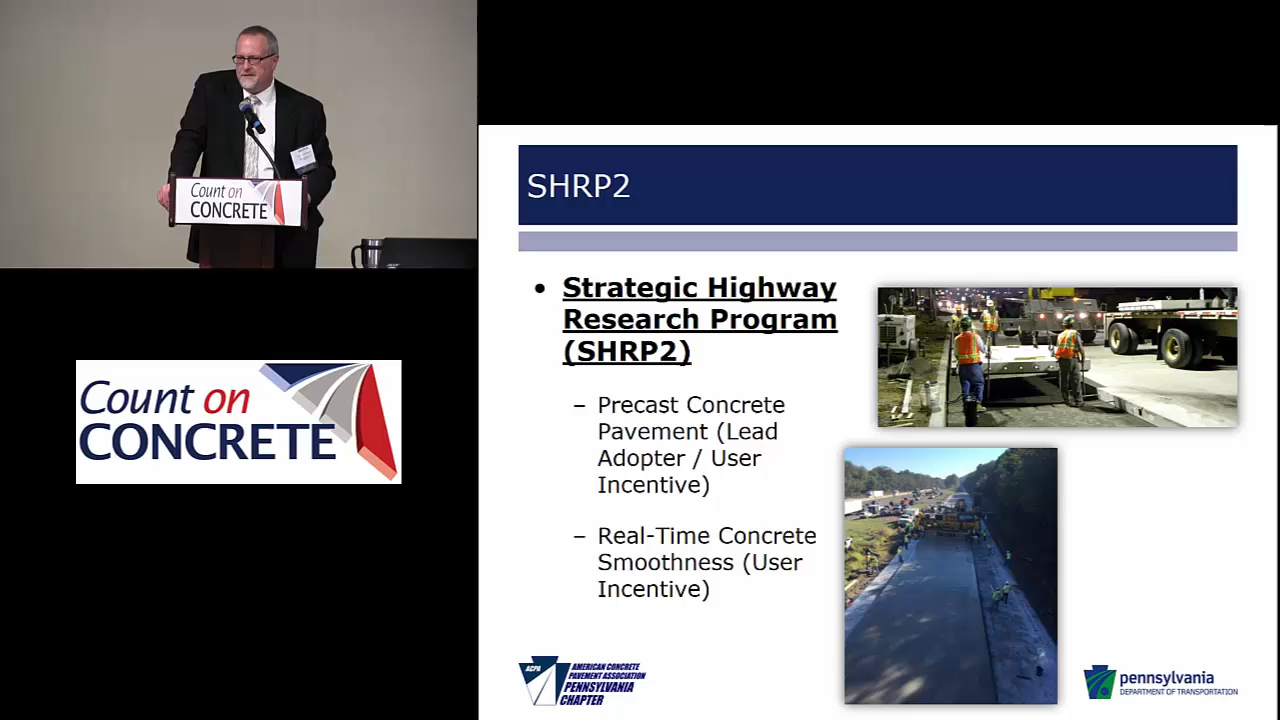 Count on
CONCRETE
Count on
CONCRETE
SHRP2
• Strategic Highway
Research Program
(SHRP2)
– Precast Concrete
Pavement (Lead
Adopter / User
Incentive)
– Real-Time Concrete
Smoothness (User
Incentive)
ACPA
AMERICAN CONCRETE
PAVEMENT ASSOCIATION
PENNSYLVANIA
CHAPTER
pennsylvania
DEPARTMENT OF TRANSPORTATION